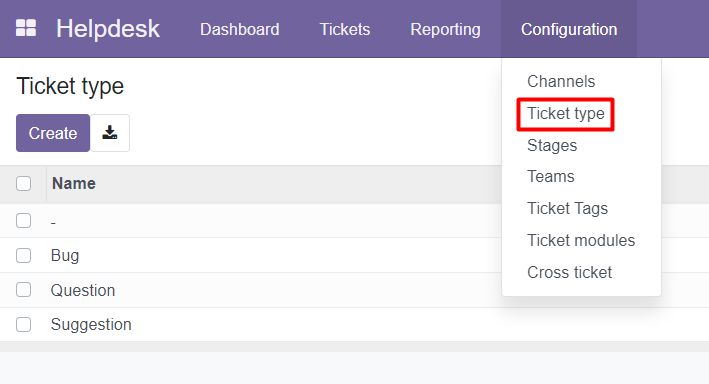 Helpdesk Dashboard Tickets Reporting Configuration
Ticket type
Create
Channels
Ticket type
Stages
Teams
Ticket Tags
Ticket modules
Cross ticket
Name
-
Bug
Question
Suggestion